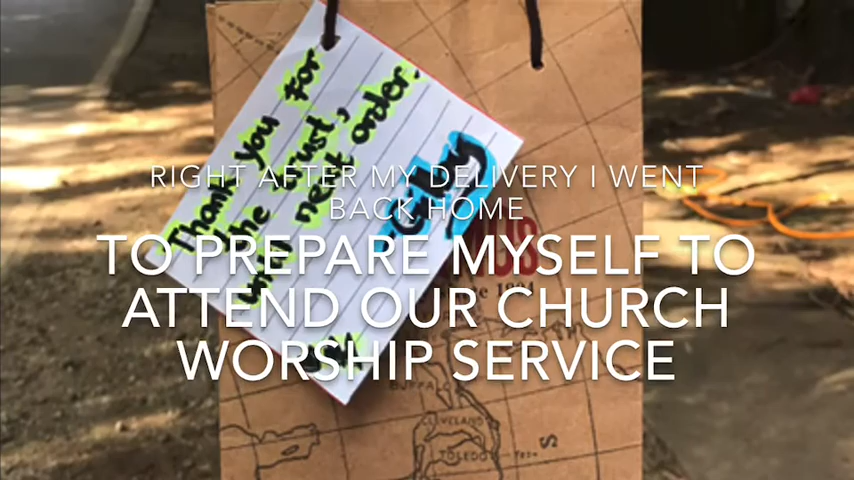 RIGHT AFTER MY DELIVERY I WENT
BACK HOME
TO PREPARE MYSELF TO
ATTEND OUR CHURCH
WORSHIP SERVICE
Thank you for
the trust,
until next order.
BUFFALO
CLEVELAND
TOLEDO